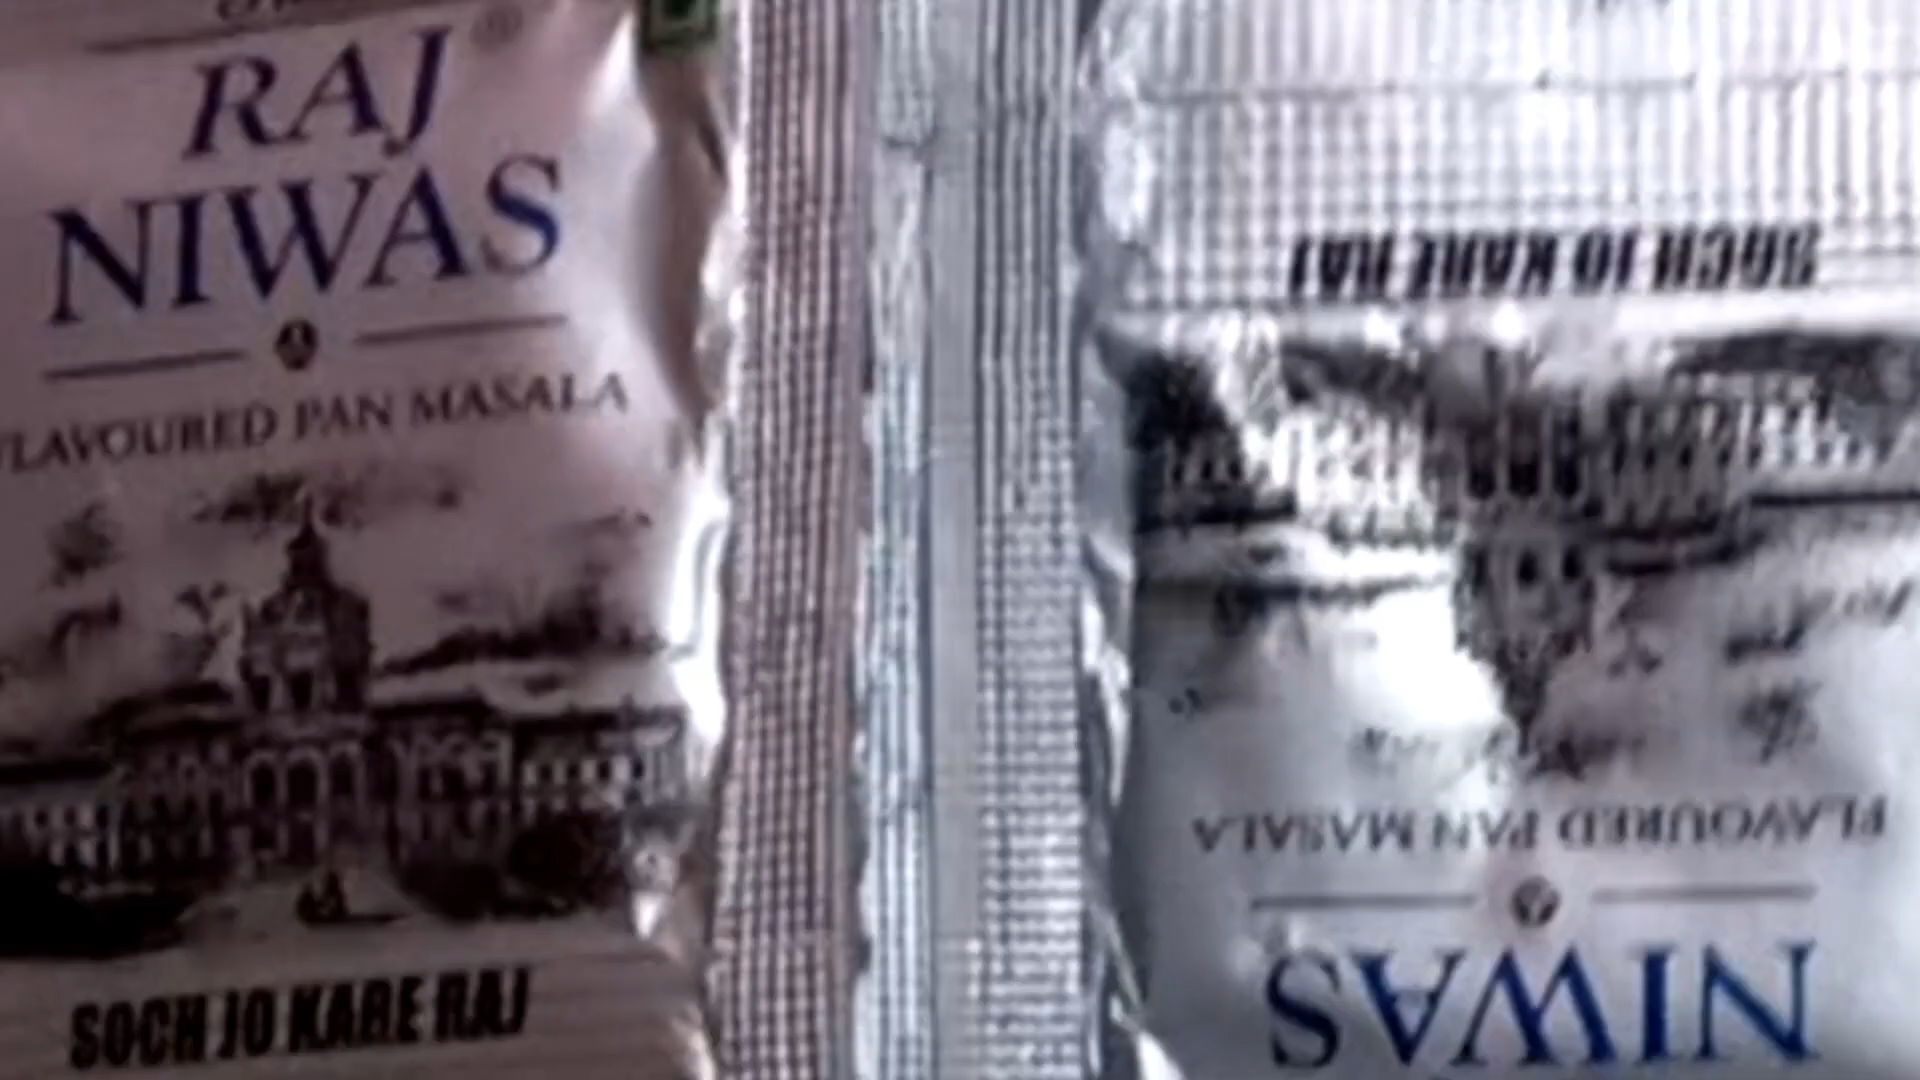 RAJ
NIWAS
FLAVOURED PAN MASALA
SOCH JO KARE RAJ
SOCH JO KARE RAJ
FLAVOURED PAN MASALA
NIWAS